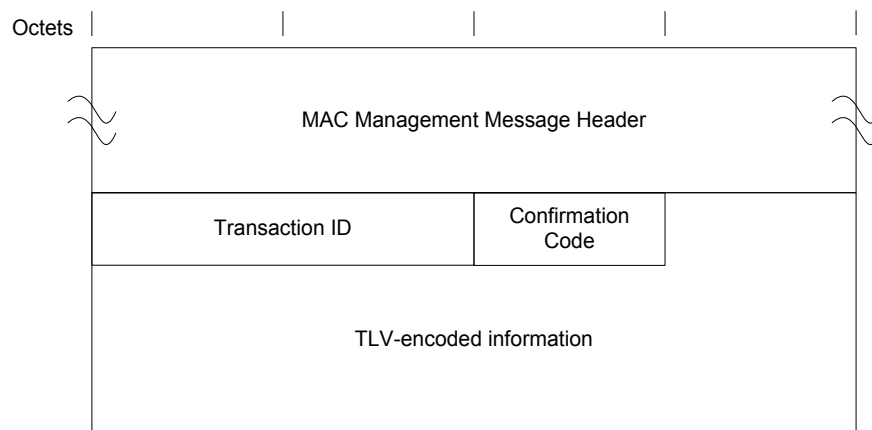 Octets
MAC Management Message Header
Transaction ID
Confirmation
Code
TLV-encoded information